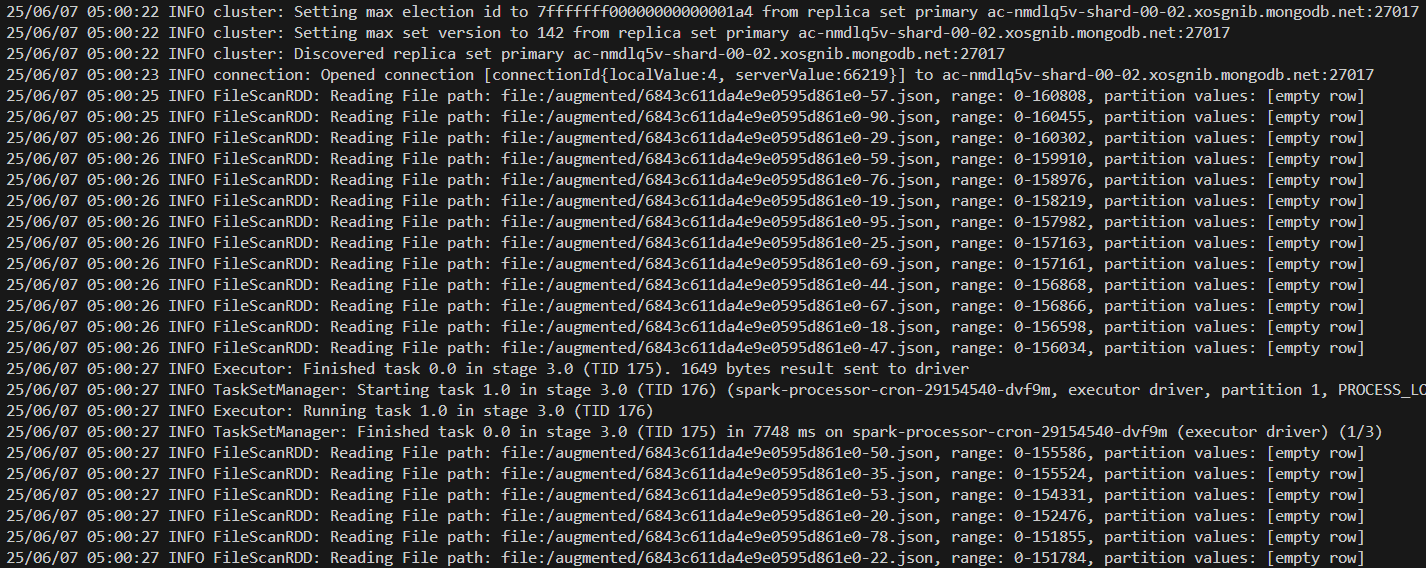 25/06/07 05:00:22 INFO cluster: Setting max election id to 7fffffff00000000000001a4 from replica set primary ac-nmdlq5v-shard-00-02.xosgnib.mongodb.net:27017
25/06/07 05:00:22 INFO cluster: Setting max set version to 142 from replica set primary ac-nmdlq5v-shard-00-02.xosgnib.mongodb.net:27017
25/06/07 05:00:22 INFO cluster: Discovered replica set primary ac-nmdlq5v-shard-00-02.xosgnib.mongodb.net:27017
25/06/07 05:00:23 INFO connection: Opened connection [connectionId{localValue:4, serverValue:66219}] to ac-nmdlq5v-shard-00-02.xosgnib.mongodb.net:27017
25/06/07 05:00:25 INFO FileScanRDD: Reading File path: file:/augmented/6843c611da4e9e0595d861e0-57.json, range: 0-160808, partition values: [empty row]
25/06/07 05:00:25 INFO FileScanRDD: Reading File path: file:/augmented/6843c611da4e9e0595d861e0-90.json, range: 0-160455, partition values: [empty row]
25/06/07 05:00:26 INFO FileScanRDD: Reading File path: file:/augmented/6843c611da4e9e0595d861e0-29.json, range: 0-160302, partition values: [empty row]
25/06/07 05:00:26 INFO FileScanRDD: Reading File path: file:/augmented/6843c611da4e9e0595d861e0-59.json, range: 0-159910, partition values: [empty row]
25/06/07 05:00:26 INFO FileScanRDD: Reading File path: file:/augmented/6843c611da4e9e0595d861e0-76.json, range: 0-158976, partition values: [empty row]
25/06/07 05:00:26 INFO FileScanRDD: Reading File path: file:/augmented/6843c611da4e9e0595d861e0-19.json, range: 0-158219, partition values: [empty row]
25/06/07 05:00:26 INFO FileScanRDD: Reading File path: file:/augmented/6843c611da4e9e0595d861e0-95.json, range: 0-157982, partition values: [empty row]
25/06/07 05:00:26 INFO FileScanRDD: Reading File path: file:/augmented/6843c611da4e9e0595d861e0-25.json, range: 0-157163, partition values: [empty row]
25/06/07 05:00:26 INFO FileScanRDD: Reading File path: file:/augmented/6843c611da4e9e0595d861e0-69.json, range: 0-157161, partition values: [empty row]
25/06/07 05:00:26 INFO FileScanRDD: Reading File path: file:/augmented/6843c611da4e9e0595d861e0-44.json, range: 0-156868, partition values: [empty row]
25/06/07 05:00:26 INFO FileScanRDD: Reading File path: file:/augmented/6843c611da4e9e0595d861e0-67.json, range: 0-156866, partition values: [empty row]
25/06/07 05:00:26 INFO FileScanRDD: Reading File path: file:/augmented/6843c611da4e9e0595d861e0-18.json, range: 0-156598, partition values: [empty row]
25/06/07 05:00:26 INFO FileScanRDD: Reading File path: file:/augmented/6843c611da4e9e0595d861e0-47.json, range: 0-156034, partition values: [empty row]
25/06/07 05:00:27 INFO Executor: Finished task 0.0 in stage 3.0 (TID 175). 1649 bytes result sent to driver
25/06/07 05:00:27 INFO TaskSetManager: Starting task 1.0 in stage 3.0 (TID 176) (spark-processor-cron-29154540-dvf9m, executor driver, partition 1, PROCESS_LO
25/06/07 05:00:27 INFO Executor: Running task 1.0 in stage 3.0 (TID 176)
25/06/07 05:00:27 INFO TaskSetManager: Finished task 0.0 in stage 3.0 (TID 175) in 7748 ms on spark-processor-cron-29154540-dvf9m (executor driver) (1/3)
25/06/07 05:00:27 INFO FileScanRDD: Reading File path: file:/augmented/6843c611da4e9e0595d861e0-50.json, range: 0-155586, partition values: [empty row]
25/06/07 05:00:27 INFO FileScanRDD: Reading File path: file:/augmented/6843c611da4e9e0595d861e0-35.json, range: 0-155524, partition values: [empty row]
25/06/07 05:00:27 INFO FileScanRDD: Reading File path: file:/augmented/6843c611da4e9e0595d861e0-53.json, range: 0-154331, partition values: [empty row]
25/06/07 05:00:27 INFO FileScanRDD: Reading File path: file:/augmented/6843c611da4e9e0595d861e0-20.json, range: 0-152476, partition values: [empty row]
25/06/07 05:00:27 INFO FileScanRDD: Reading File path: file:/augmented/6843c611da4e9e0595d861e0-78.json, range: 0-151855, partition values: [empty row]
25/06/07 05:00:27 INFO FileScanRDD: Reading File path: file:/augmented/6843c611da4e9e0595d861e0-22.json, range: 0-151784, partition values: [empty row]